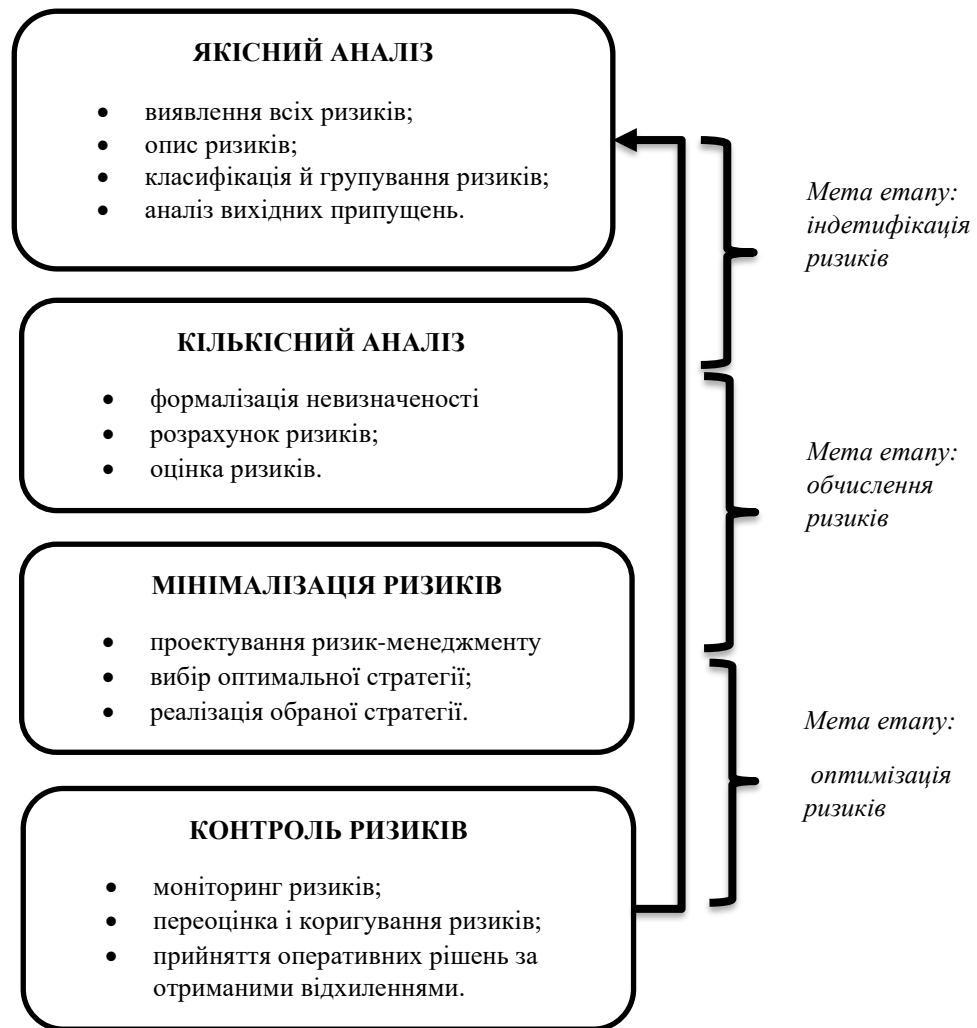 ЯКІСНИЙ АНАЛІЗ
• виявлення всіх ризиків;
• опис ризиків;
• класифікація й групування ризиків;
• аналіз вихідних припущень.
Мета етапу:
індетифікація
ризиків
КІЛЬКІСНИЙ АНАЛІЗ
• формалізація невизначеності
• розрахунок ризиків;
• оцінка ризиків.
Мета етапу:
обчислення
ризиків
МІНІМАЛІЗАЦІЯ РИЗИКІВ
• проектування ризик-менеджменту
• вибір оптимальної стратегії;
• реалізація обраної стратегії.
Мета етапу:
оптимізація
ризиків
КОНТРОЛЬ РИЗИКІВ
• моніторинг ризиків;
• переоцінка і коригування ризиків;
• прийняття оперативних рішень за
отриманими відхиленнями.